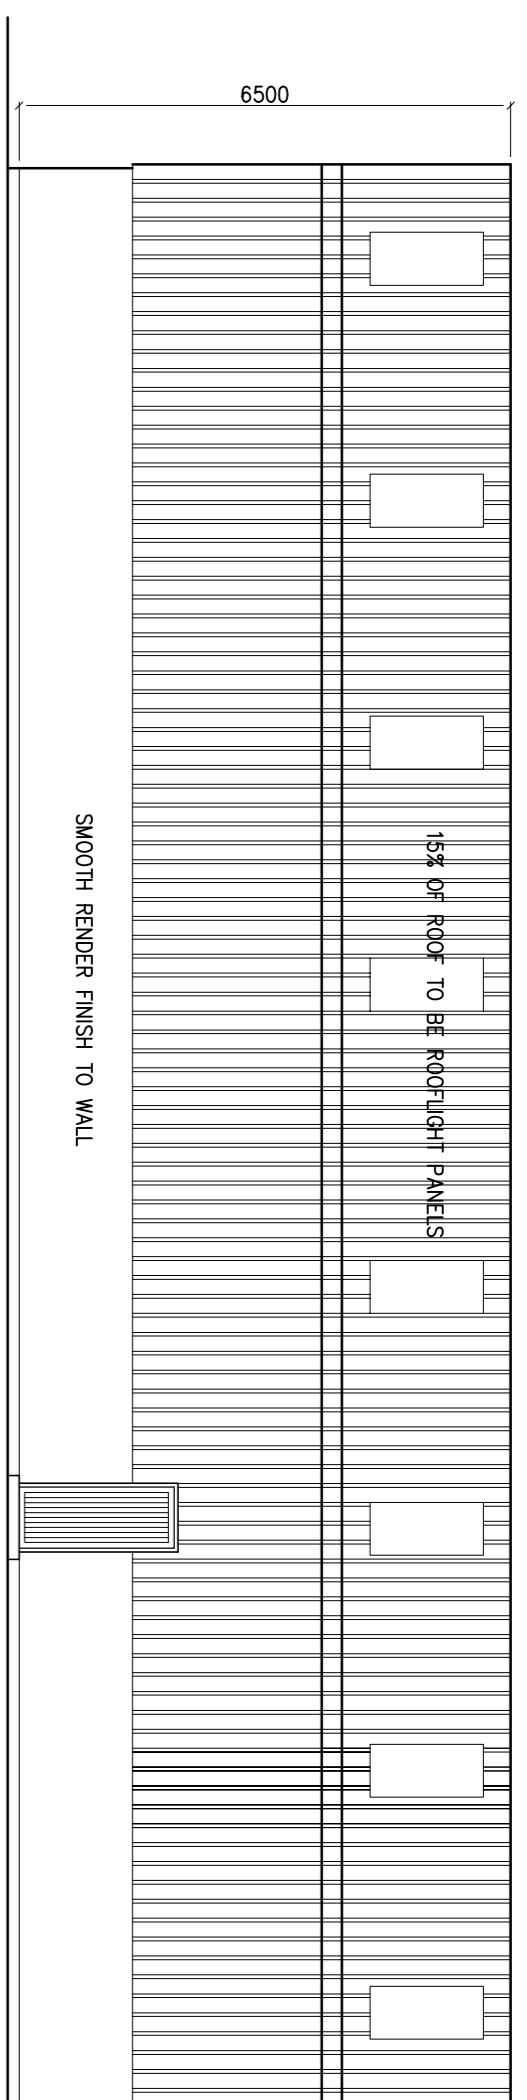 6500
15% OF ROOF TO BE ROOFLIGHT PANELS
SMOOTH RENDER FINISH TO WALL